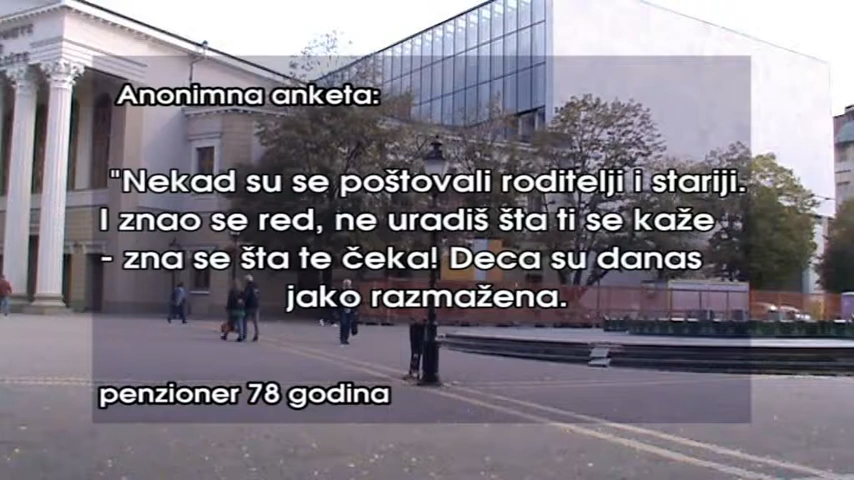 Anonimna anketa:
"Nekad su se poštovali roditelji i stariji.
I znao se red, ne uradiš šta ti se kaže
- zna se šta te čeka! Deca su danas
jako razmažena.
penzioner 78 godina